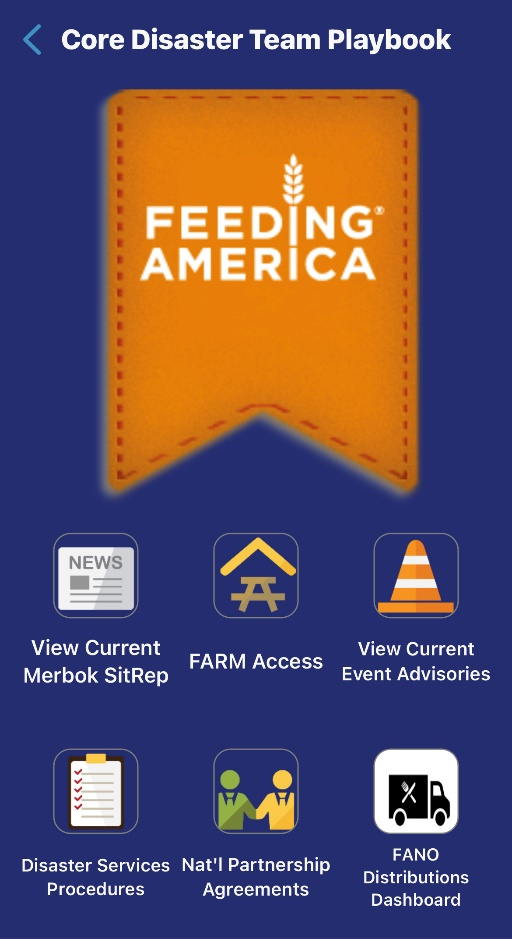 Core Disaster Team Playbook
FEEDING®
AMERICA
NEWS
View Current
Merbok SitRep
FARM Access
View Current
Event Advisories
Disaster Services
Procedures
Nat'l Partnership
Agreements
FANO
Distributions
Dashboard